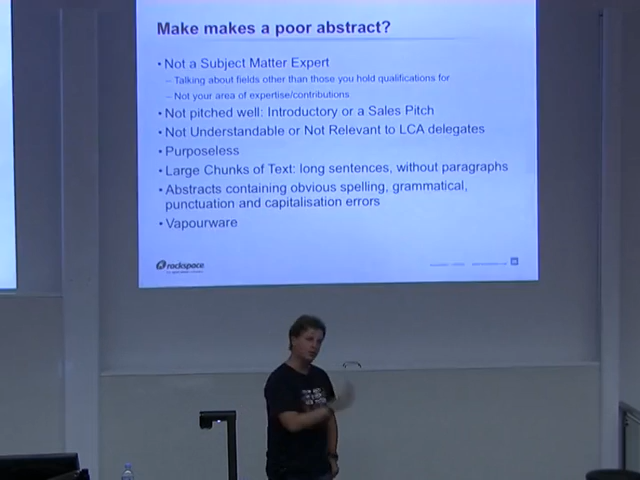 Make makes a poor abstract?
• Not a Subject Matter Expert
– Talking about fields other than those you hold qualifications for
– Not your area of expertise/contributions
• Not pitched well: Introductory or a Sales Pitch
• Not Understandable or Not Relevant to LCA delegates
• Purposeless
• Large Chunks of Text: long sentences, without paragraphs
• Abstracts containing obvious spelling, grammatical,
punctuation and capitalisation errors
• Vapourware
rackspace